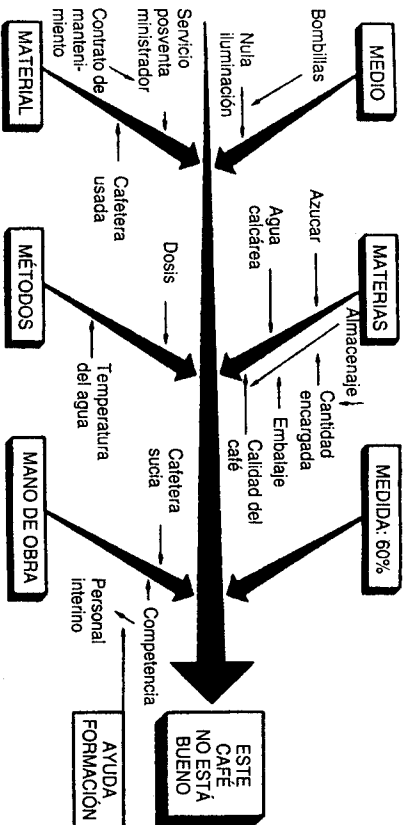 MEDIO
Bombillas
Nula
iluminación
MATERIAS
Azucar
Agua
calcárea
Almacenaje
Cantidad
encargada
Embalaje
Calidad del
café
MEDIDA: 60%
MATERIAL
Servicio
posventa
ministrador
Contrato de
manteni-
miento
Cafetera
usada
MÉTODOS
Dosis
Temperatura
del agua
MANO DE OBRA
Cafetera
sucia
Competencia
Personal
interino
AYUDA
FORMACIÓN
ESTE
CAFÉ
NO ESTÁ
BUENO